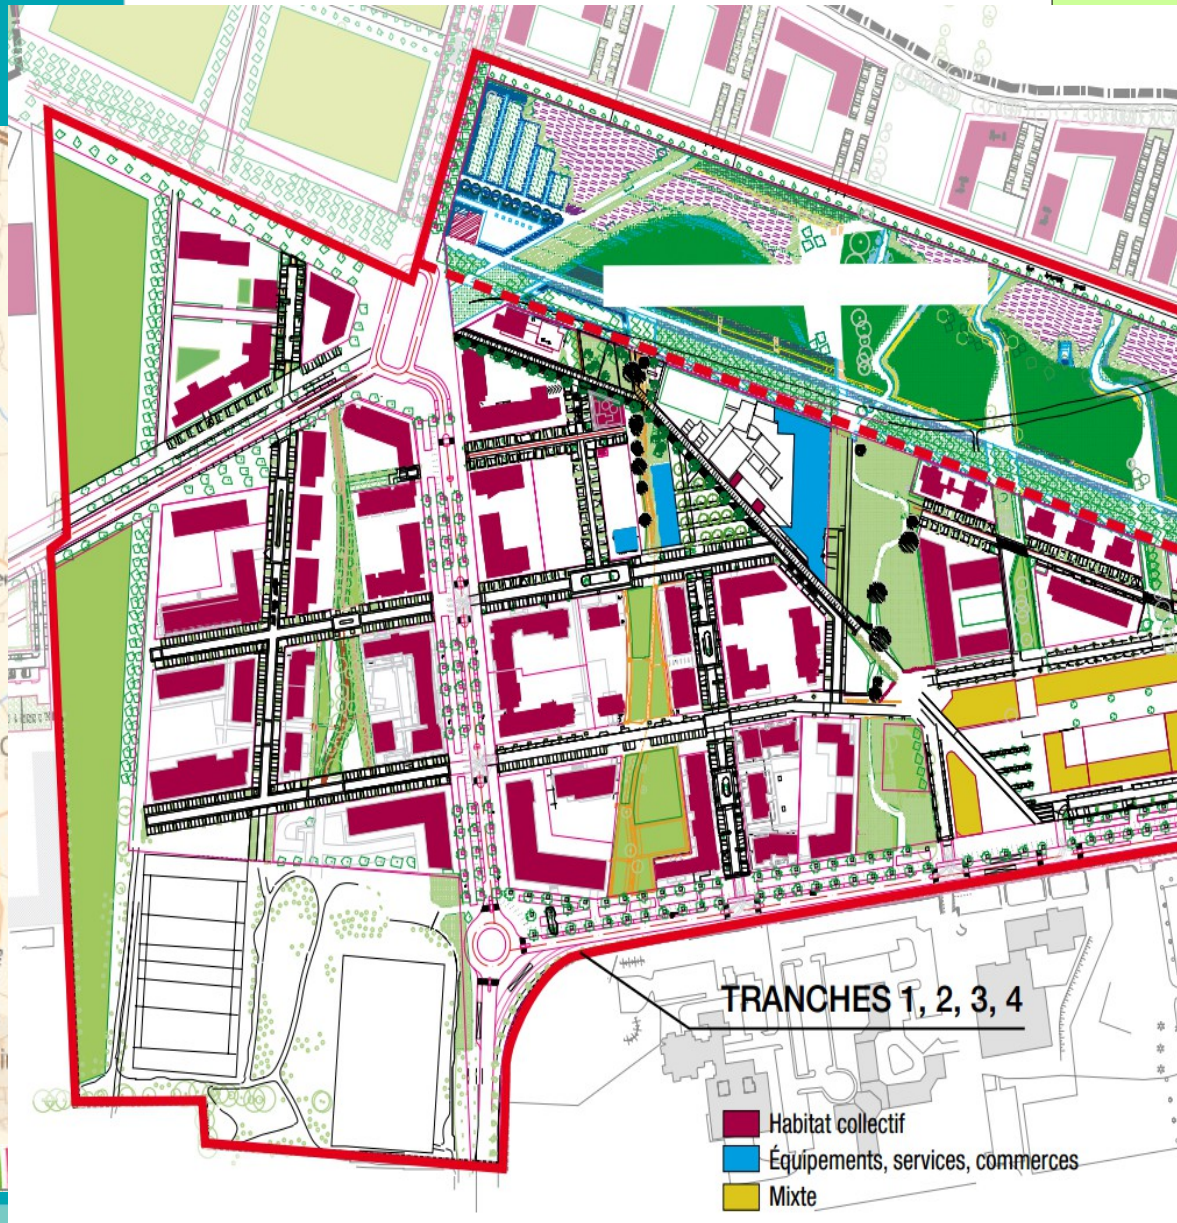 TRANCHES 1, 2, 3, 4
Habitat collectif
Équipements, services, commerces
Mixte